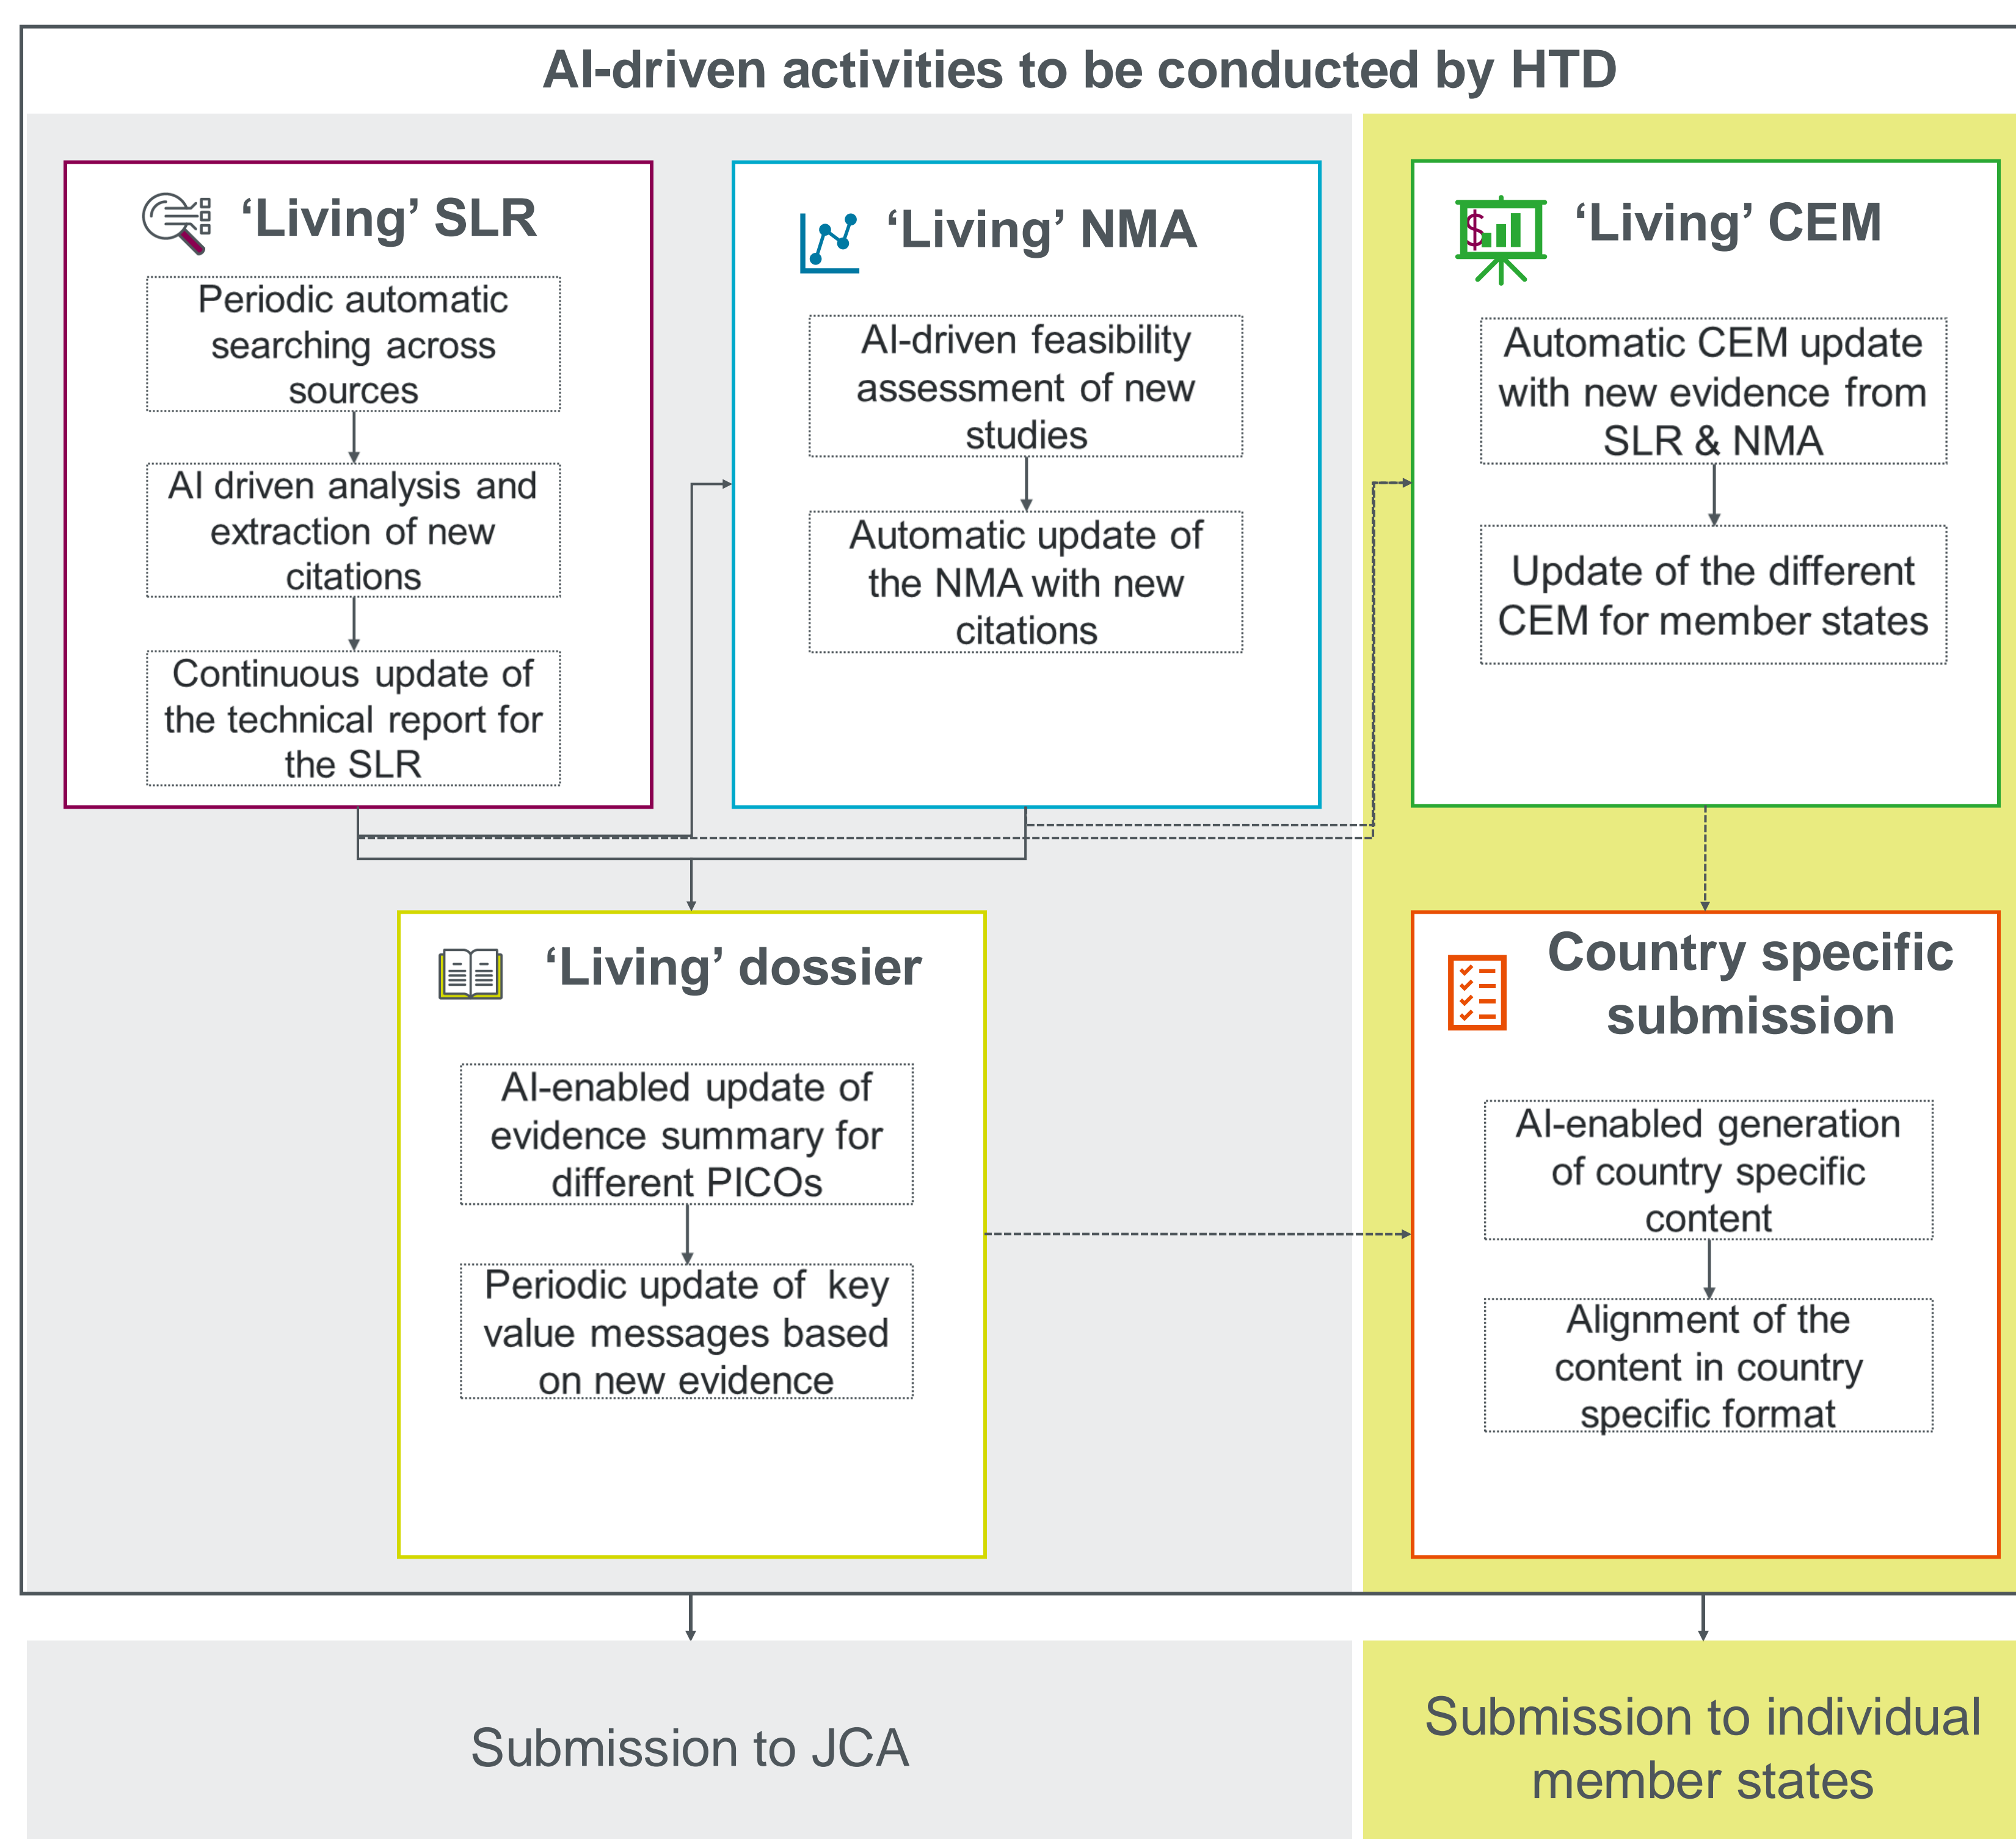 AI-driven activities to be conducted by HTD
‘Living’ SLR
Periodic automatic
searching across
sources
AI driven analysis and
extraction of new
citations
Continuous update of
the technical report for
the SLR
‘Living’ NMA
AI-driven feasibility
assessment of new
studies
Automatic update of
the NMA with new
citations
‘Living’ CEM
$
Automatic CEM update
with new evidence from
SLR & NMA
Update of the different
CEM for member states
‘Living’ dossier
AI-enabled update of
evidence summary for
different PICOs
Periodic update of key
value messages based
on new evidence
Country specific
submission
AI-enabled generation
of country specific
content
Alignment of the
content in country
specific format
Submission to JCA
Submission to individual
member states